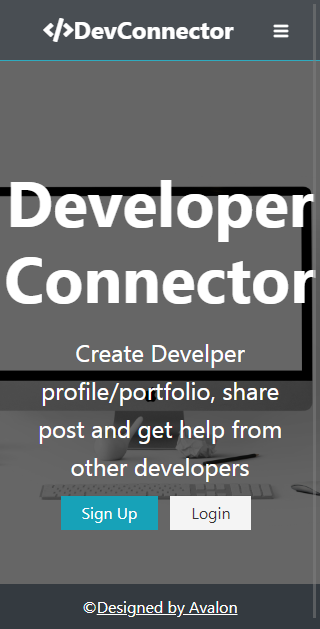 </>DevConnector
Developer
Connector
Create Develper
profile/portfolio, share
post and get help from
other developers
Sign Up
Login
©Designed by Avalon